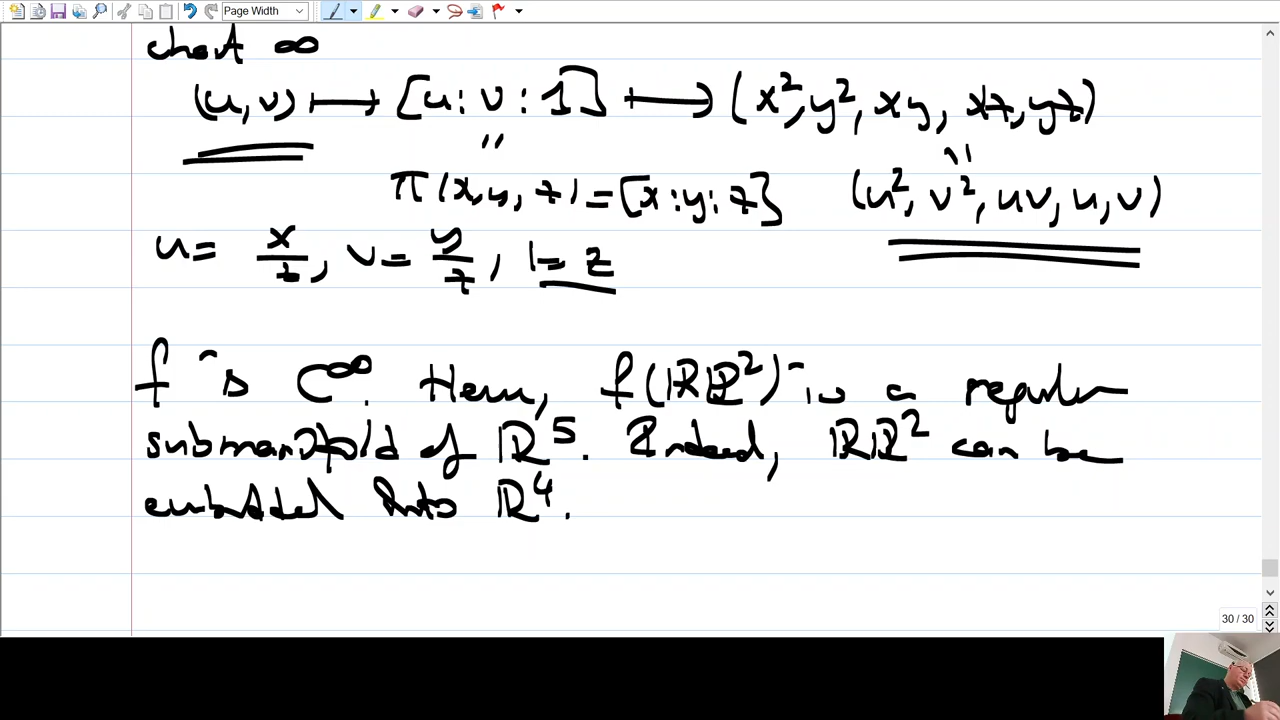 Page Width
chart ∞
(u, v) ⟼ [u : v : 1] ⟼ (x², y², xy, xz, yz)
π(x, y, z) = [x : y : z] (u², v², uv, u, v)
u = x/z, v = y/z, 1 = z
f is C^∞. Hence, f(ℝℙ²) is a regular
submanifold of ℝ⁵. Indeed, ℝℙ² can be
embedded into ℝ⁴.
30 / 30